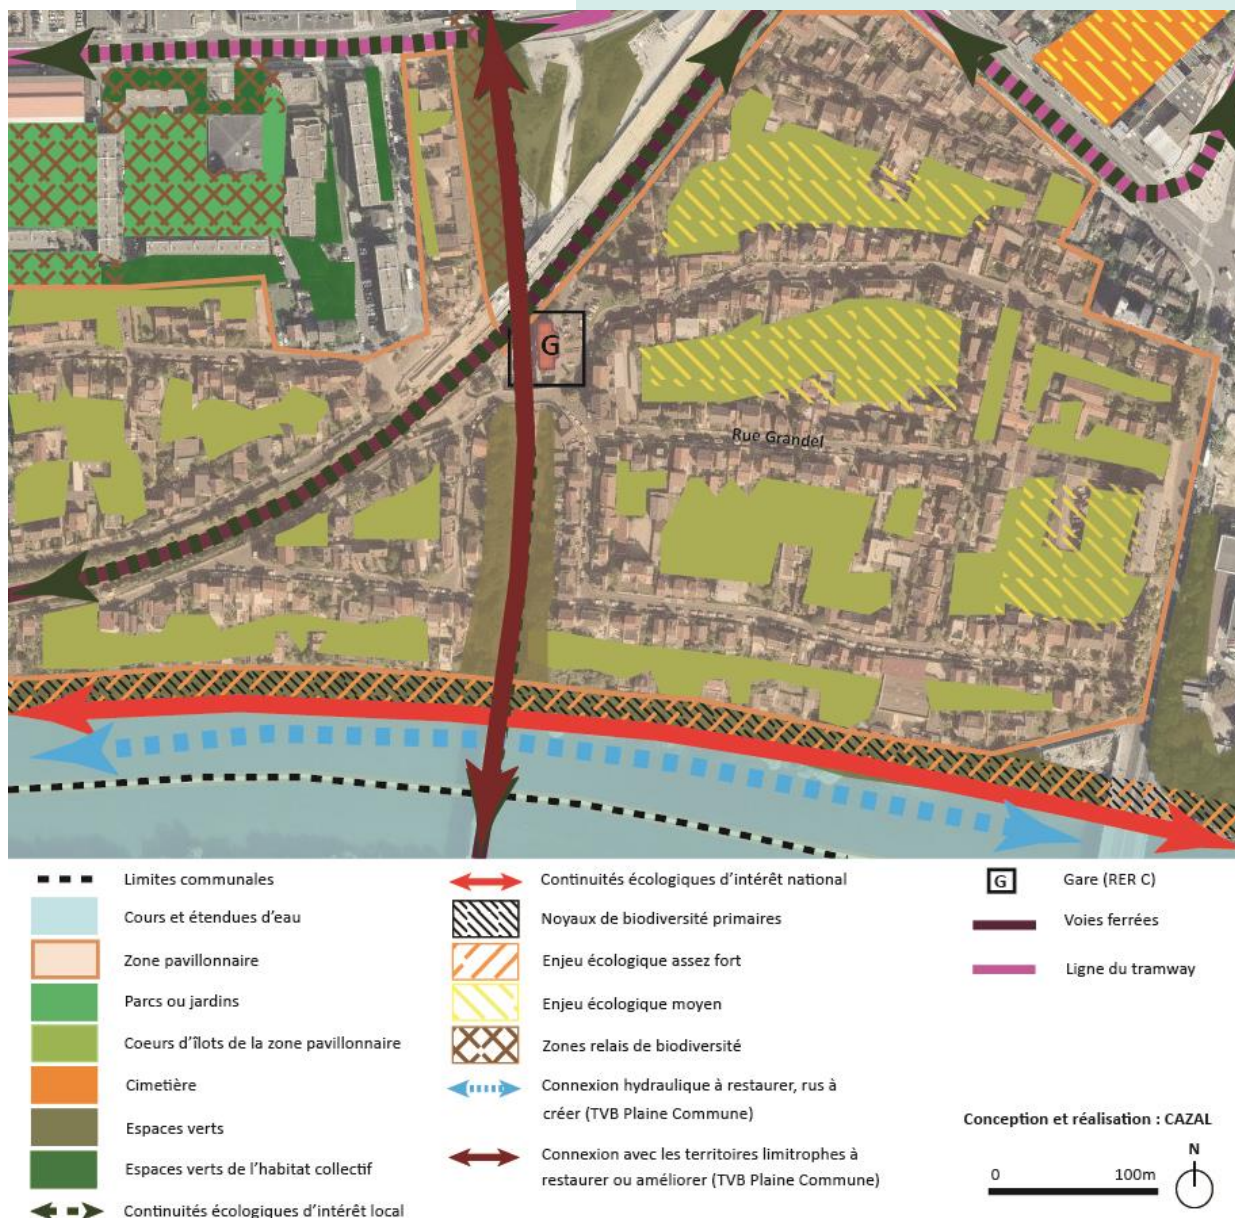 G
Rue Grandel
Limites communales
Cours et étendues d'eau
Zone pavillonnaire
Parcs ou jardins
Coeurs d'îlots de la zone pavillonnaire
Cimetière
Espaces verts
Espaces verts de l'habitat collectif
Continuités écologiques d'intérêt local
Continuités écologiques d'intérêt national
Noyaux de biodiversité primaires
Enjeu écologique assez fort
Enjeu écologique moyen
Zones relais de biodiversité
Connexion hydraulique à restaurer, rus à
créer (TVB Plaine Commune)
Connexion avec les territoires limitrophes à
restaurer ou améliorer (TVB Plaine Commune)
G
Gare (RER C)
Voies ferrées
Ligne du tramway
Conception et réalisation : CAZAL
N
0 100m